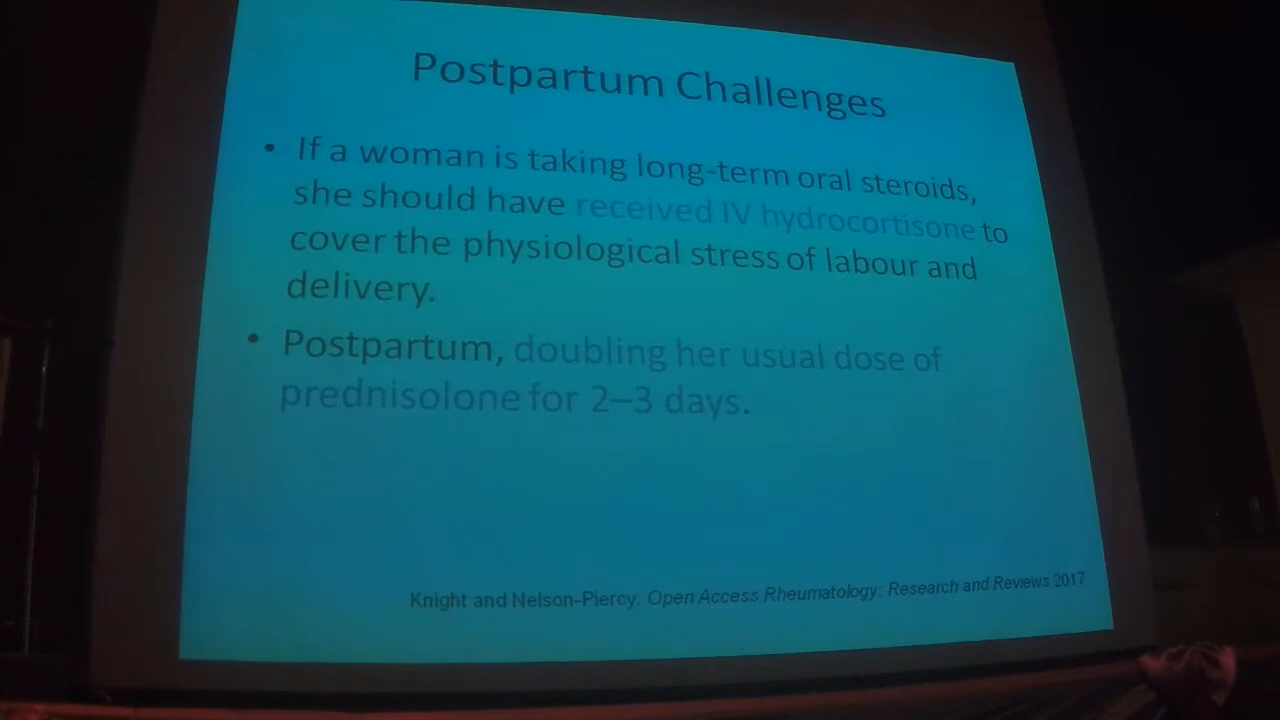 Postpartum Challenges
• If a woman is taking long-term oral steroids,
she should have received IV hydrocortisone to
cover the physiological stress of labour and
delivery.
• Postpartum, doubling her usual dose of
prednisolone for 2–3 days.
Knight and Nelson-Piercy. Open Access Rheumatology: Research and Reviews 2017